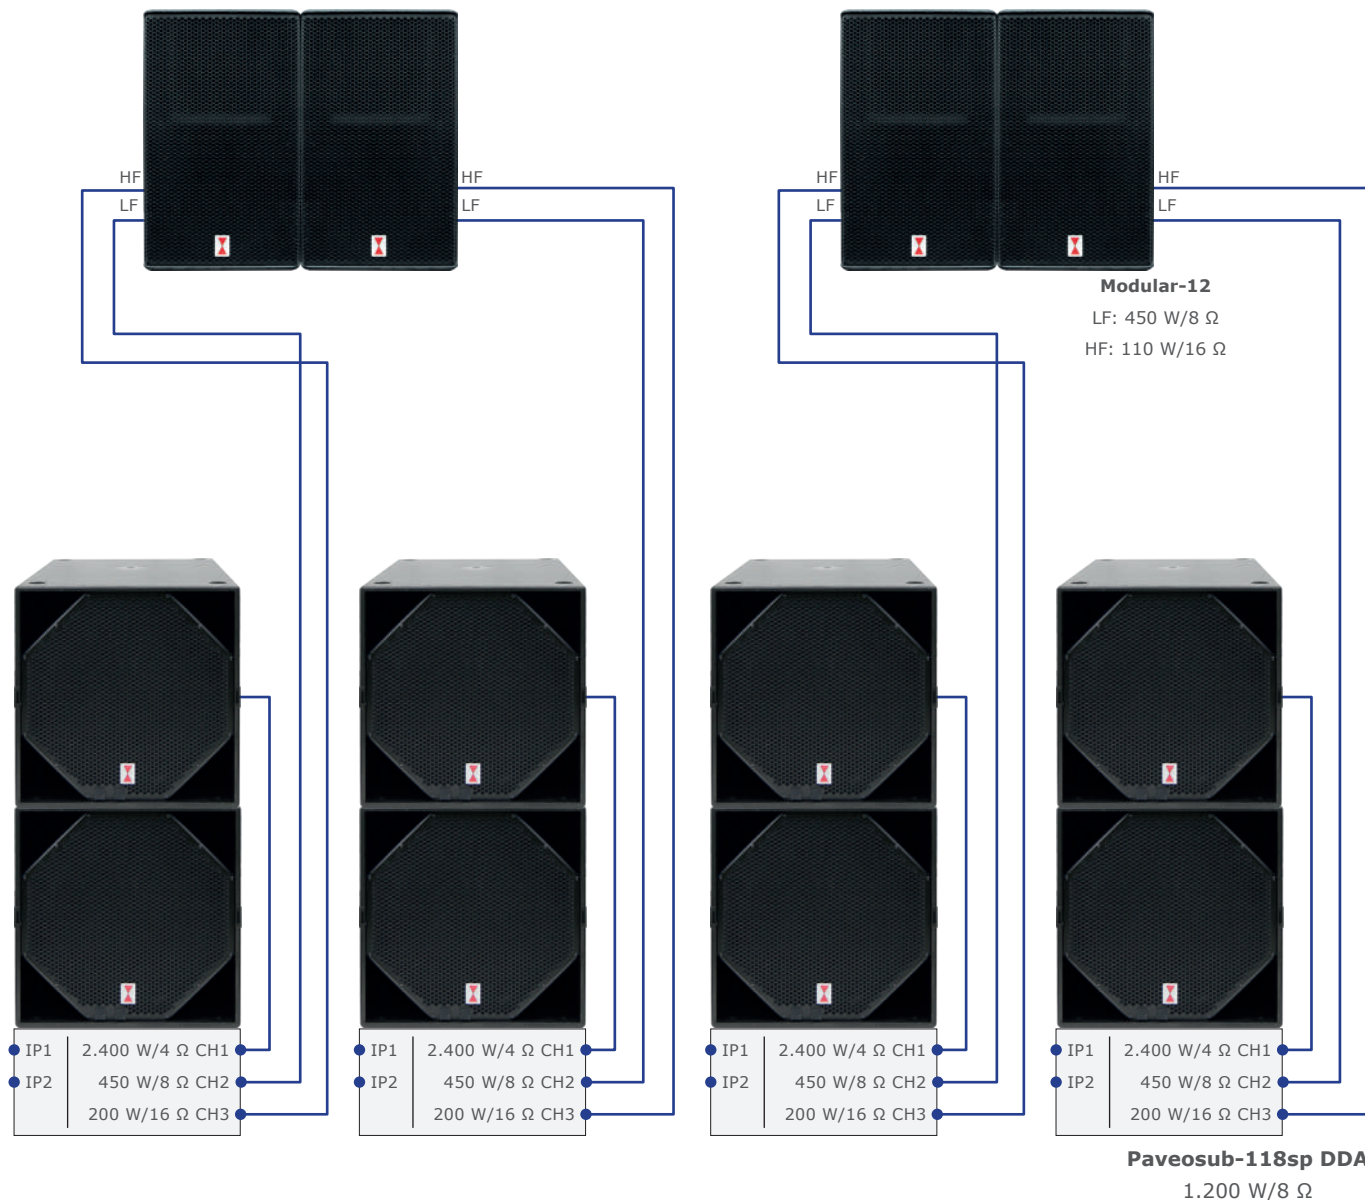 HF
LF
HF
LF
HF
LF
HF
LF
Modular-12
LF: 450 W/8 Ω
HF: 110 W/16 Ω
IP1 2.400 W/4 Ω CH1
IP2 450 W/8 Ω CH2
200 W/16 Ω CH3
IP1 2.400 W/4 Ω CH1
IP2 450 W/8 Ω CH2
200 W/16 Ω CH3
IP1 2.400 W/4 Ω CH1
IP2 450 W/8 Ω CH2
200 W/16 Ω CH3
IP1 2.400 W/4 Ω CH1
IP2 450 W/8 Ω CH2
200 W/16 Ω CH3
Paveosub-118sp DDA
1.200 W/8 Ω